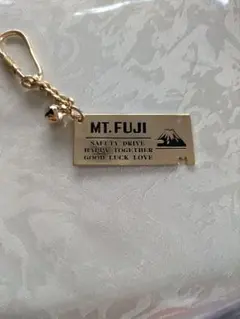 MT. FUJI
SAFETY DRIVE
HAPPY TOGETHER
GOOD LUCK LOVE